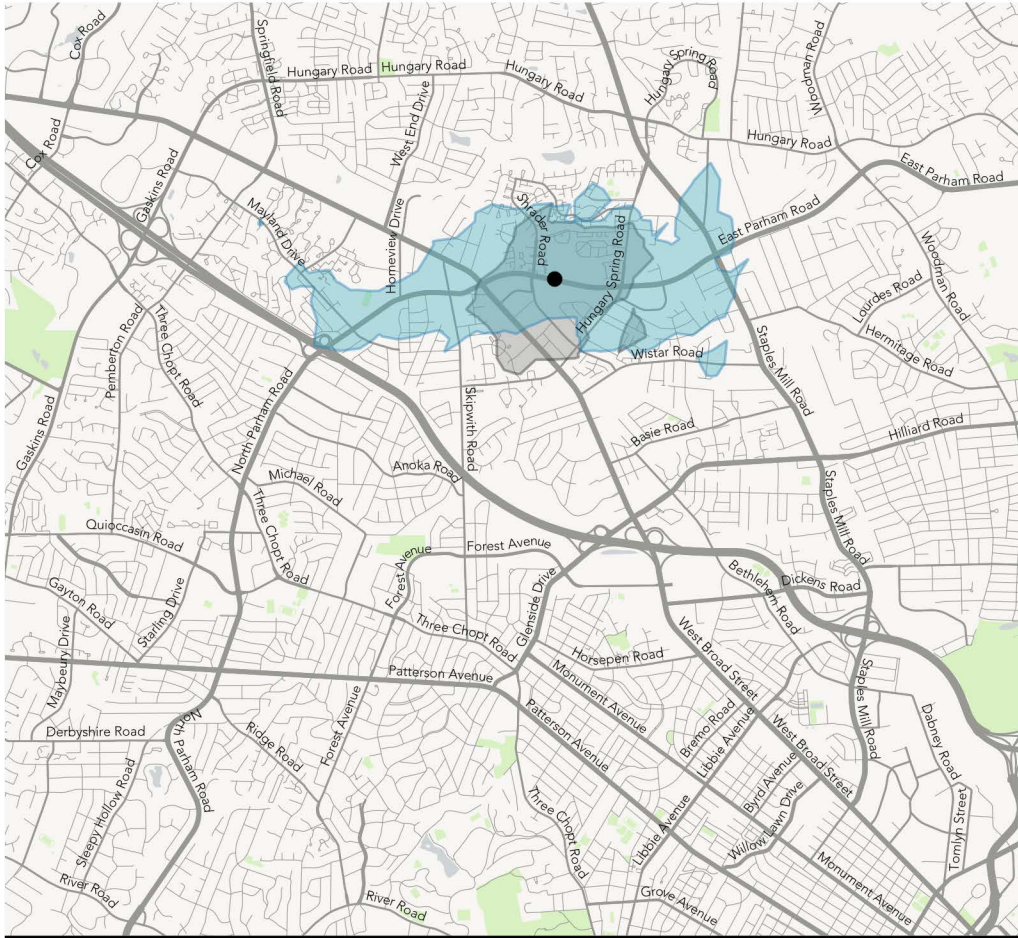 Cox Road
Springfield Road
Hungary Road
Hungary Road
Hungary Road
Hungary Spring Road
Woodman Road
Cox Road
Gaskins Road
West End Drive
Hungary Road
East Parham Road
Mayland Drive
Homeview Drive
Shrader Road
Hungary Spring Road
East Parham Road
Woodman Road
Lourdes Road
Hermitage Road
Pemberton Road
Three Chopt Road
Wistar Road
Staples Mill Road
Gaskins Road
North Parham Road
Skipwith Road
Basie Road
Hilliard Road
Michael Road
Anoka Road
Three Chopt Road
Staples Mill Road
Quioccasin Road
Forest Avenue
Forest Avenue
Glenside Drive
Bethlehem Road
Dickens Road
Gayton Road
Starling Drive
Maybeury Drive
Three Chopt Road
Horsepen Road
West Broad Street
Patterson Avenue
Monument Avenue
Staples Mill Road
Derbyshire Road
North Parham Road
Ridge Road
Forest Avenue
Patterson Avenue
Bremo Road
Libbie Avenue
West Broad Street
Dabney Road
Sleepy Hollow Road
Three Chopt Road
Libbie Avenue
Byrd Avenue
Willow Lawn Drive
Tomlyn Street
River Road
River Road
Grove Avenue
Monument Avenue